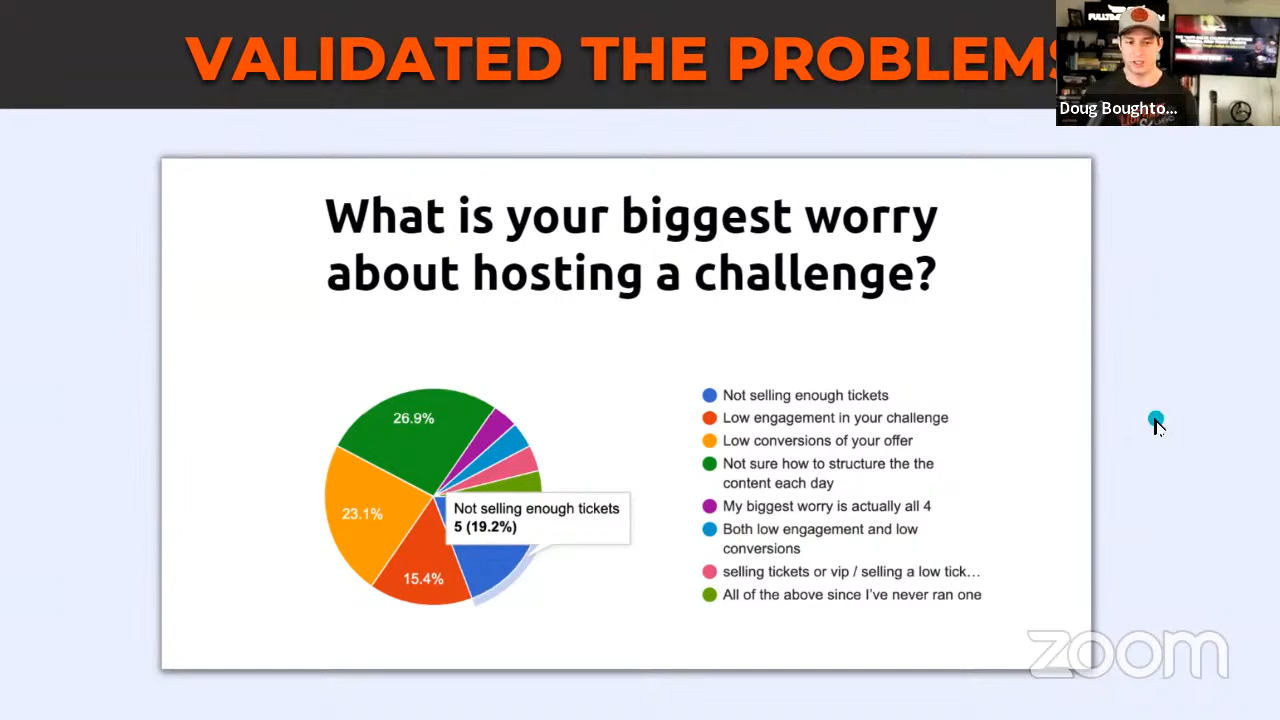 VALIDATED THE PROBLEMS
Doug Boughto...
What is your biggest worry
about hosting a challenge?
26.9%
23.1%
15.4%
Not selling enough tickets
5 (19.2%)
Not selling enough tickets
Low engagement in your challenge
Low conversions of your offer
Not sure how to structure the the
content each day
My biggest worry is actually all 4
Both low engagement and low
conversions
selling tickets or vip / selling a low tick...
All of the above since I've never ran one
zoom